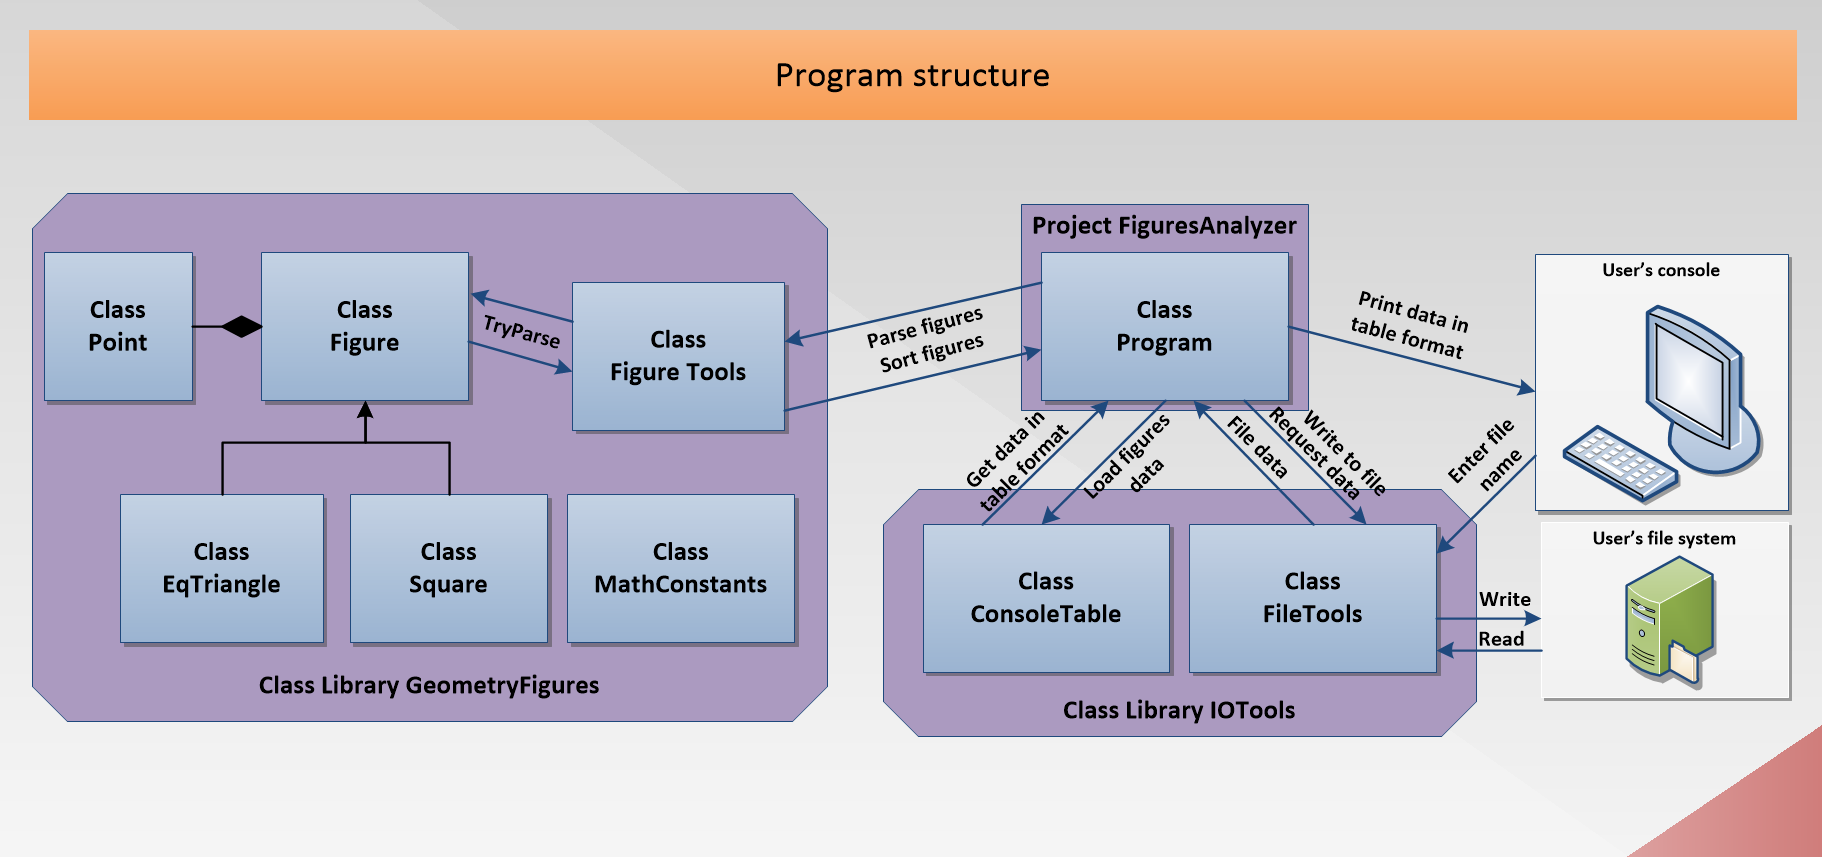 Program structure
Class
Point
Class
Figure
TryParse
Class
Figure Tools
Class
EqTriangle
Class
Square
Class
MathConstants
Class Library GeometryFigures
Parse figures
Sort figures
Project FiguresAnalyzer
Class
Program
Print data in
table format
User’s console
Get data in
table format
Load figures
data
File data
Write to file
Request data
Enter file
name
Class
ConsoleTable
Class
FileTools
Class Library IOTools
User’s file system
Write
Read